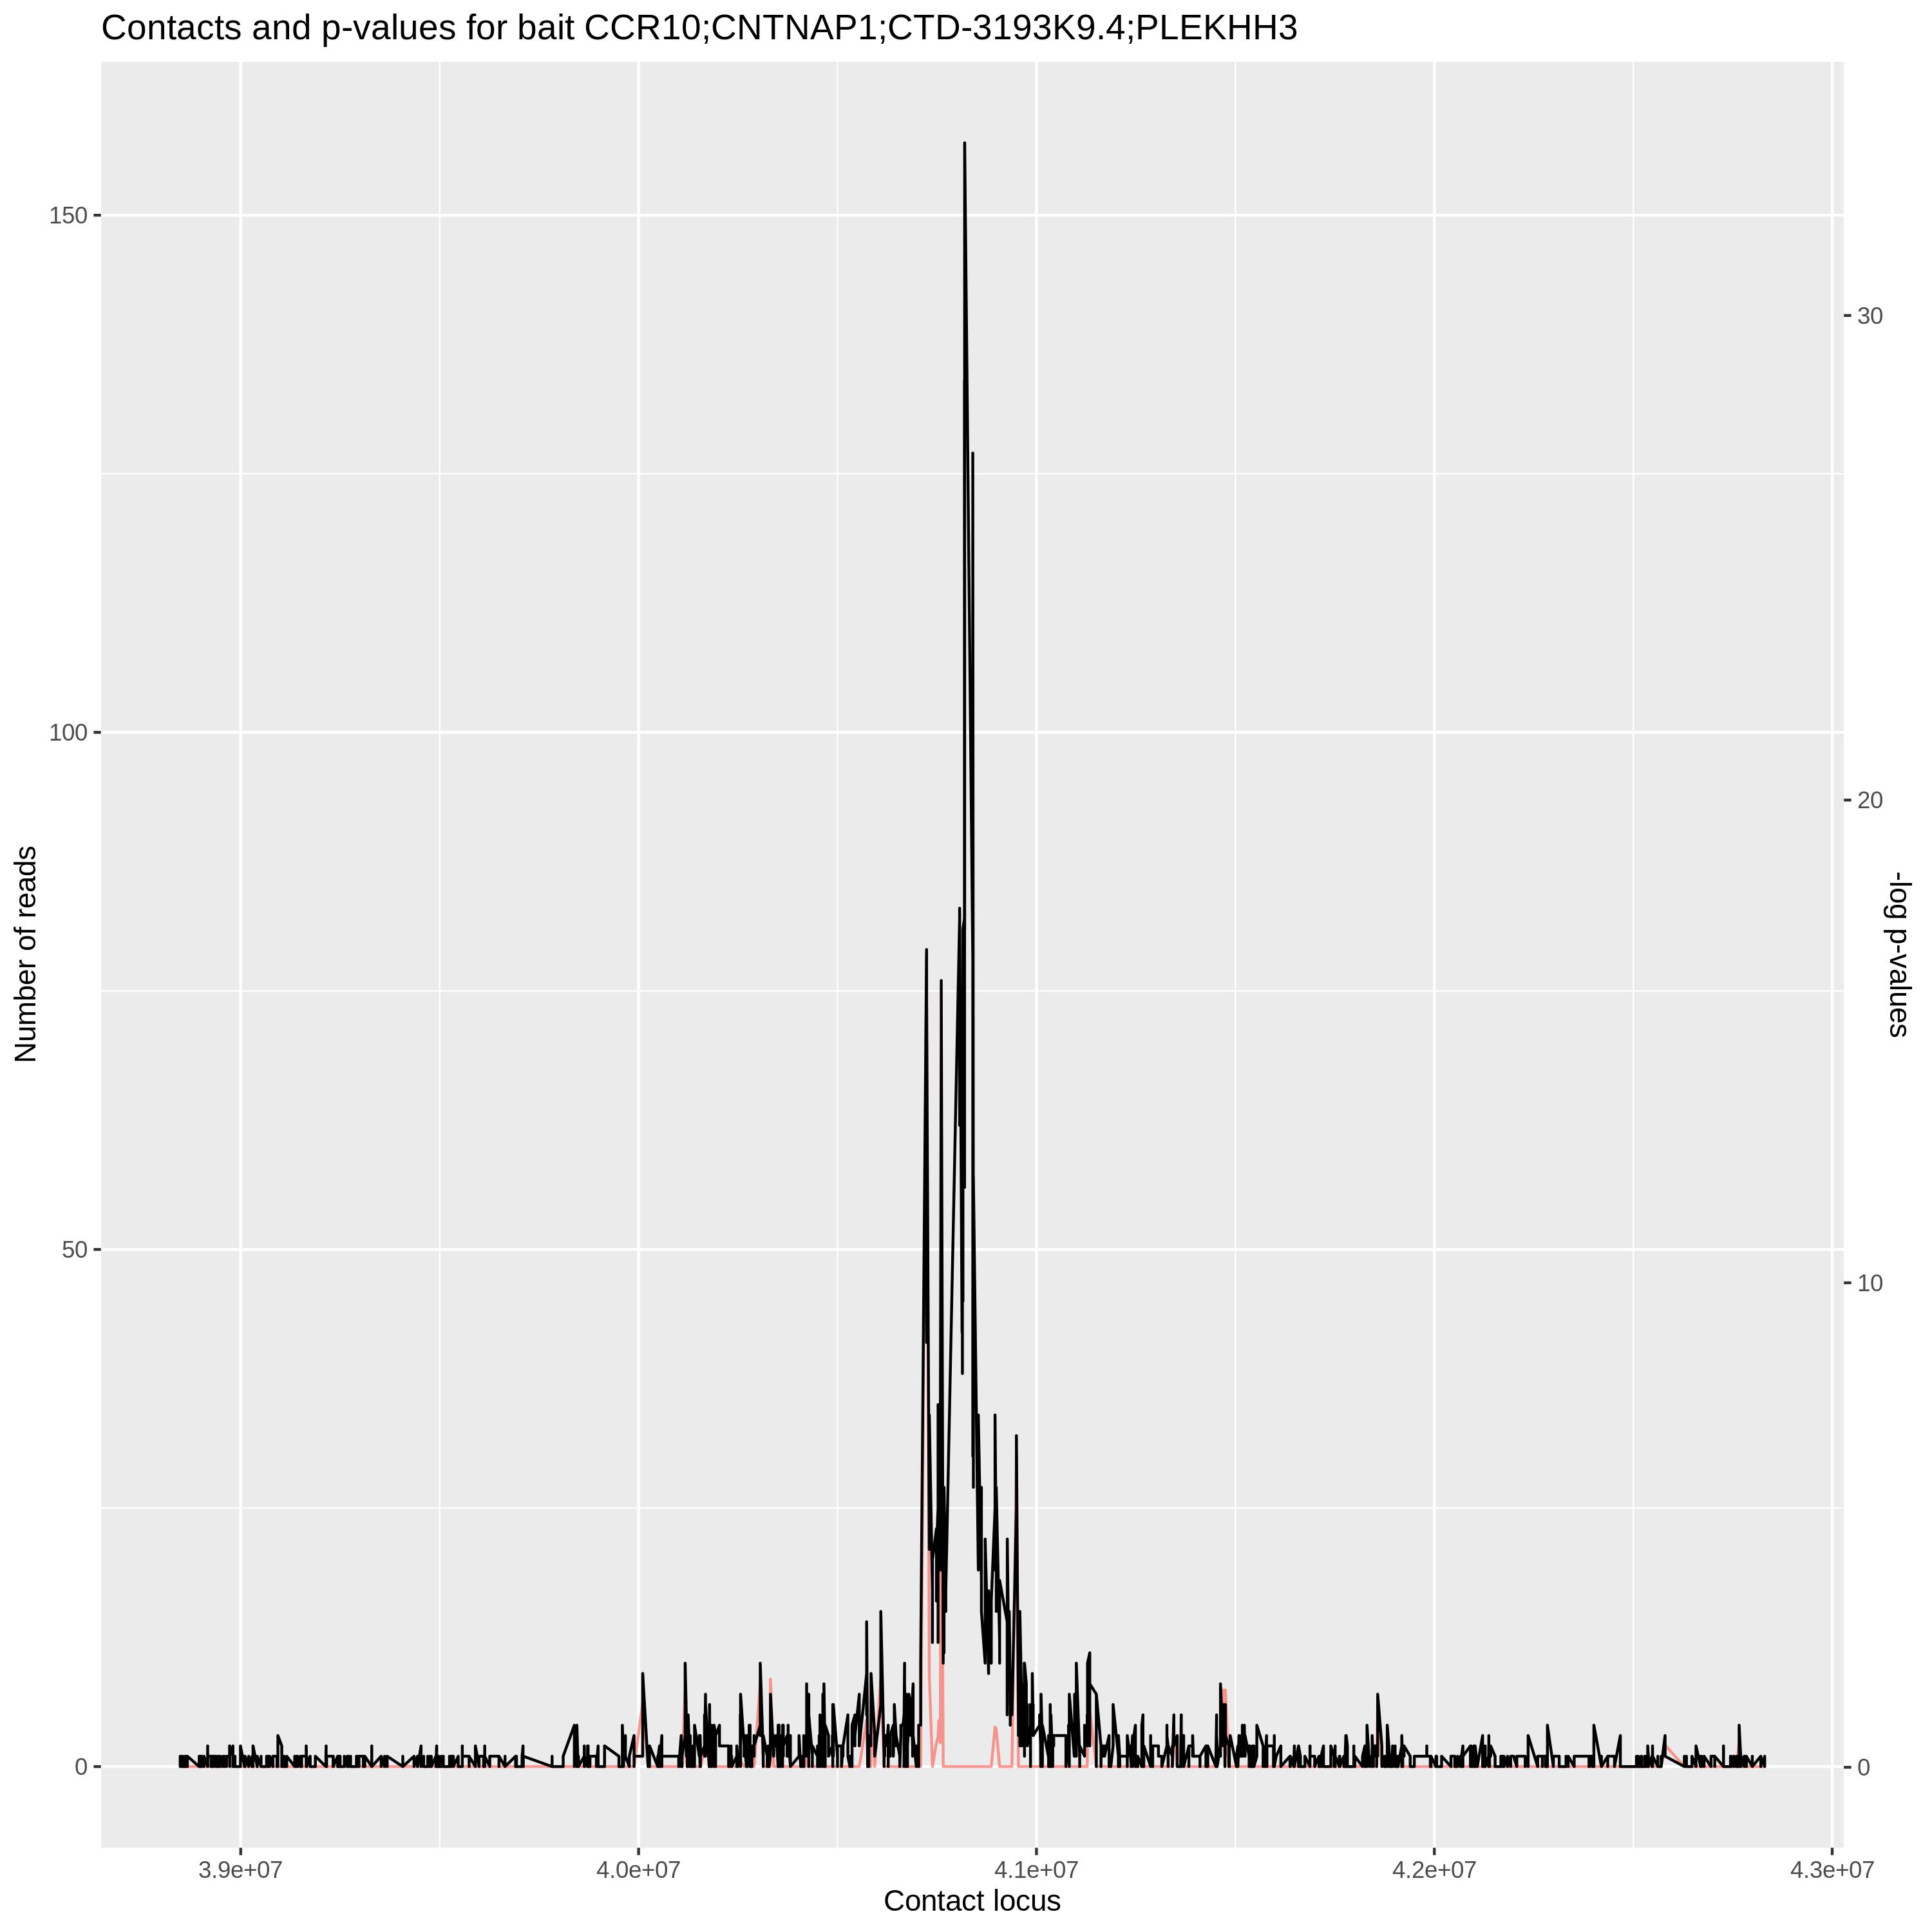 Contacts and p-values for bait CCR10;CNTNAP1;CTD-3193K9.4;PLEKHH3
150
100
50
0
Number of reads
30
20
10
0
-log p-values
3.9e+07 4.0e+07 4.1e+07 4.2e+07 4.3e+07
Contact locus